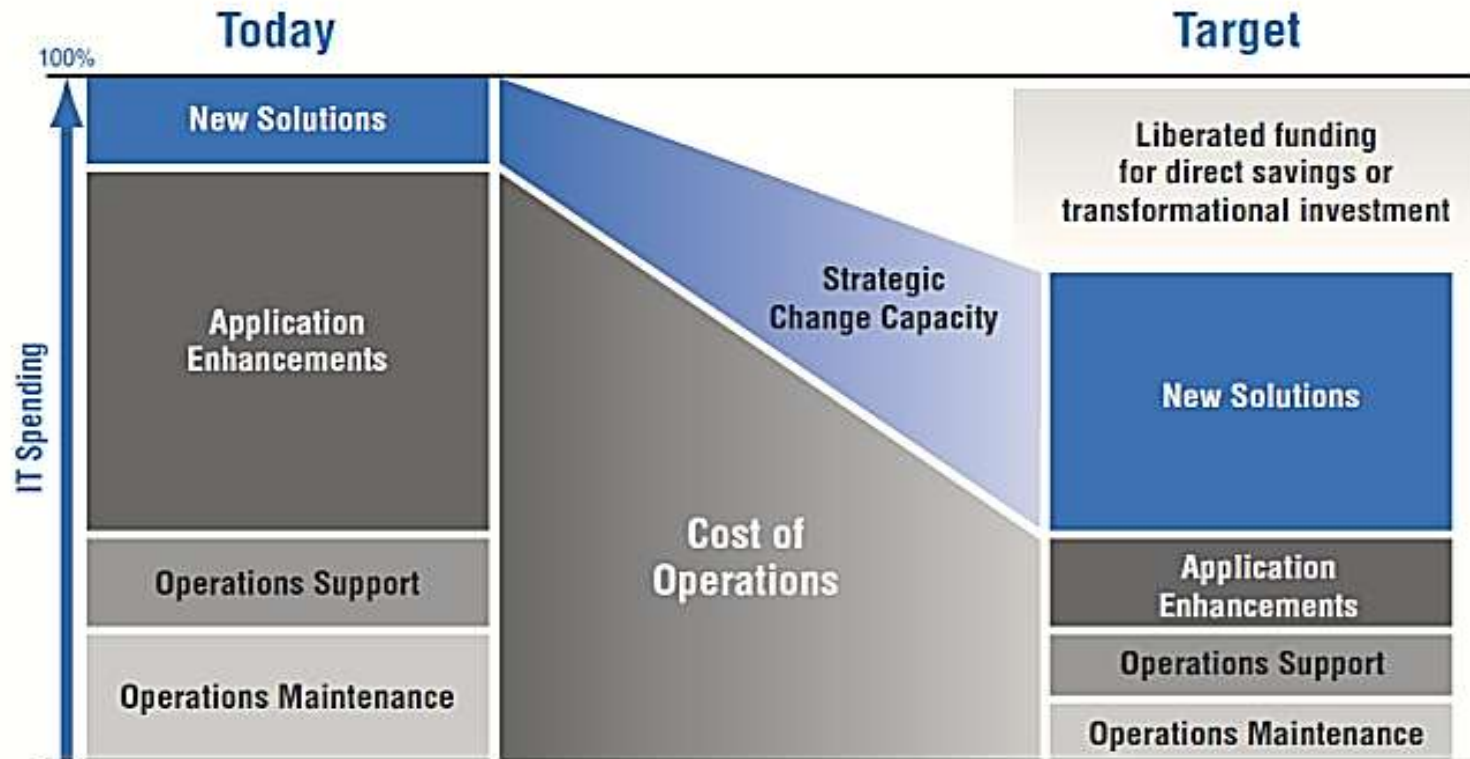 Today
Target
100%
IT Spending
New Solutions
Application
Enhancements
Operations Support
Operations Maintenance
Strategic
Change Capacity
Cost of
Operations
Liberated funding
for direct savings or
transformational investment
New Solutions
Application
Enhancements
Operations Support
Operations Maintenance